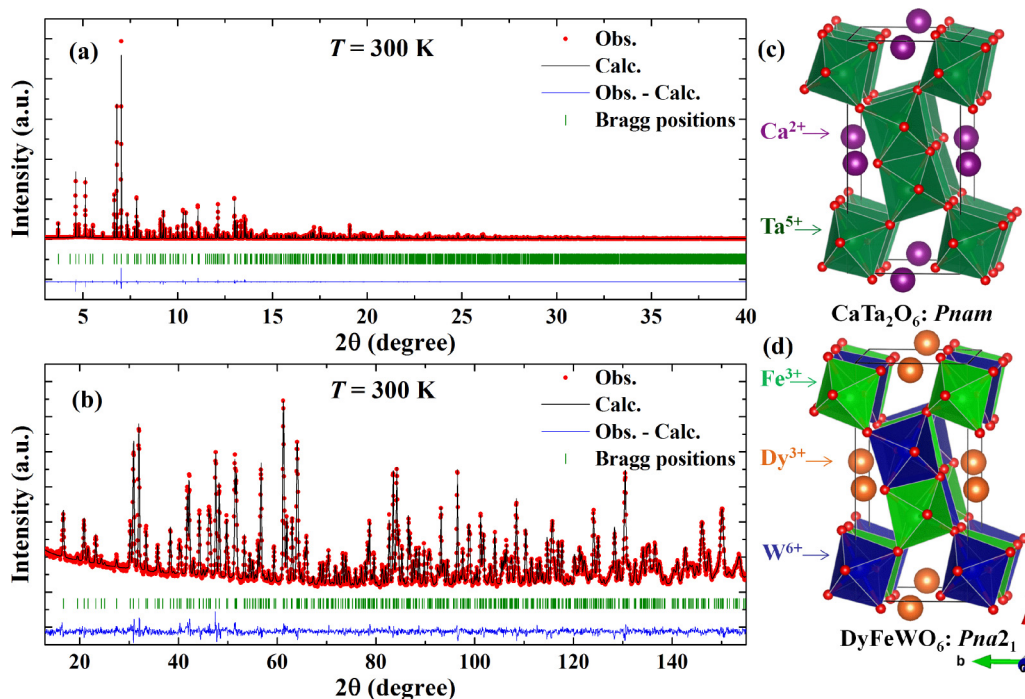 (a)
T = 300 K
Obs.
Calc.
Obs. - Calc.
Bragg positions
Intensity (a.u.)
5 10 15 20 25 30 35 40
2θ (degree)
(b)
T = 300 K
Obs.
Calc.
Obs. - Calc.
Bragg positions
Intensity (a.u.)
20 40 60 80 100 120 140
2θ (degree)
(c)
Ca²⁺
Ta⁵⁺
CaTa₂O₆: Pnam
(d)
Fe³⁺
Dy³⁺
W⁶⁺
DyFeWO₆: Pna2₁
b